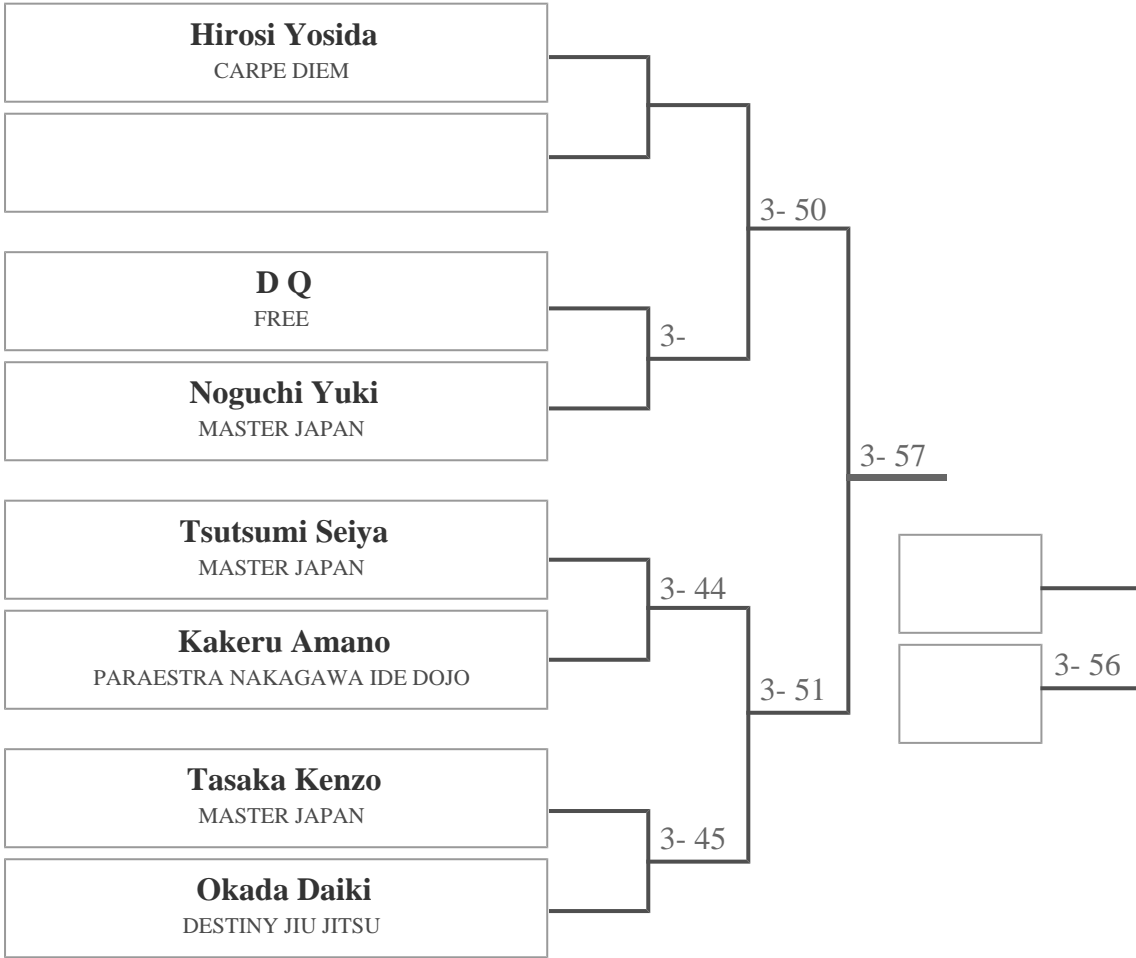 Hirosi Yosida
CARPE DIEM
3- 50
D Q
FREE
3-
Noguchi Yuki
MASTER JAPAN
3- 57
Tsutsumi Seiya
MASTER JAPAN
3- 44
Kakeru Amano
PARAESTRA NAKAGAWA IDE DOJO
3- 56
3- 51
Tasaka Kenzo
MASTER JAPAN
3- 45
Okada Daiki
DESTINY JIU JITSU